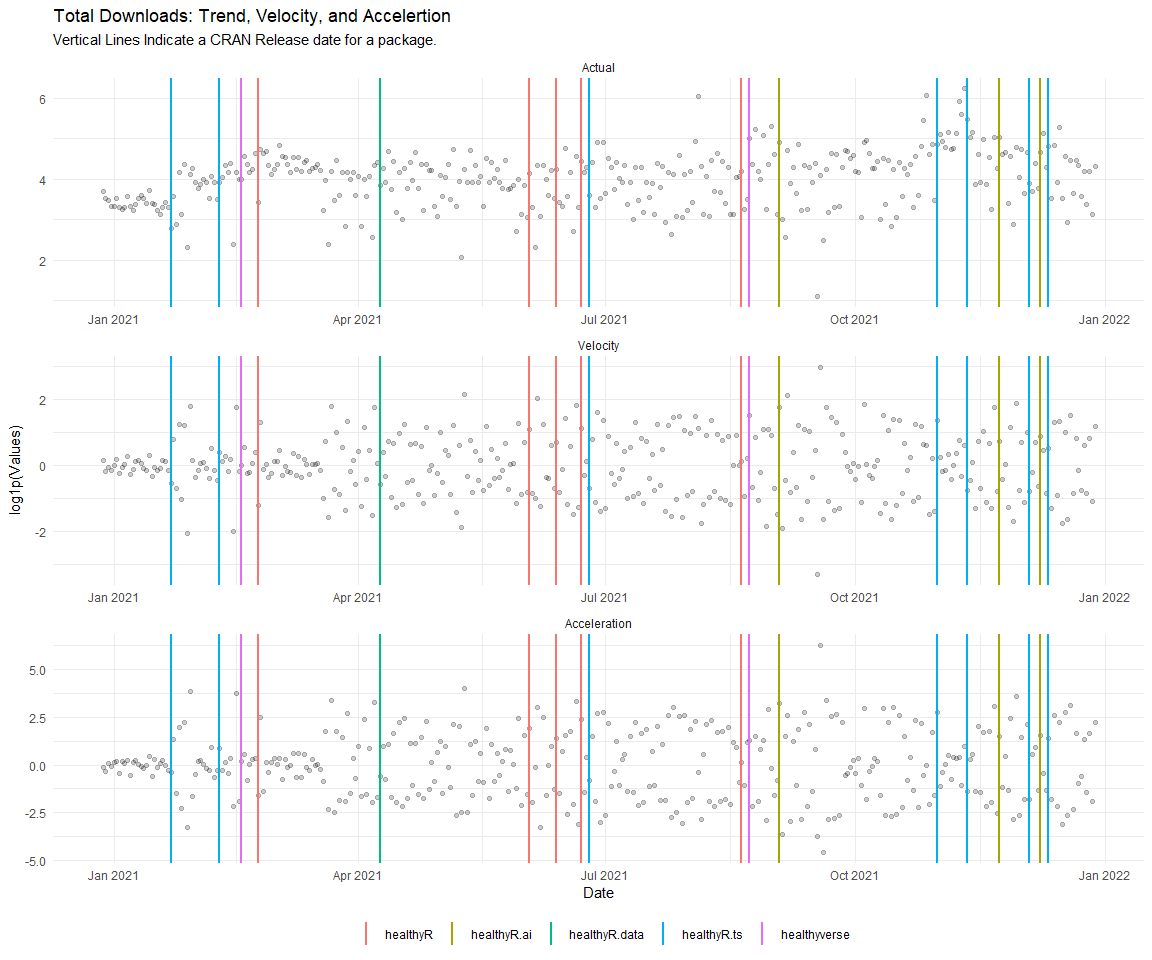 Total Downloads: Trend, Velocity, and Accelertion
Vertical Lines Indicate a CRAN Release date for a package.
Actual
6
4
2
Jan 2021 Apr 2021 Jul 2021 Oct 2021 Jan 2022
Velocity
2
0
-2
Jan 2021 Apr 2021 Jul 2021 Oct 2021 Jan 2022
log1p(Values)
Acceleration
5.0
2.5
0.0
-2.5
-5.0
Jan 2021 Apr 2021 Jul 2021 Oct 2021 Jan 2022
Date
healthyR healthyR.ai healthyR.data healthyR.ts healthyverse